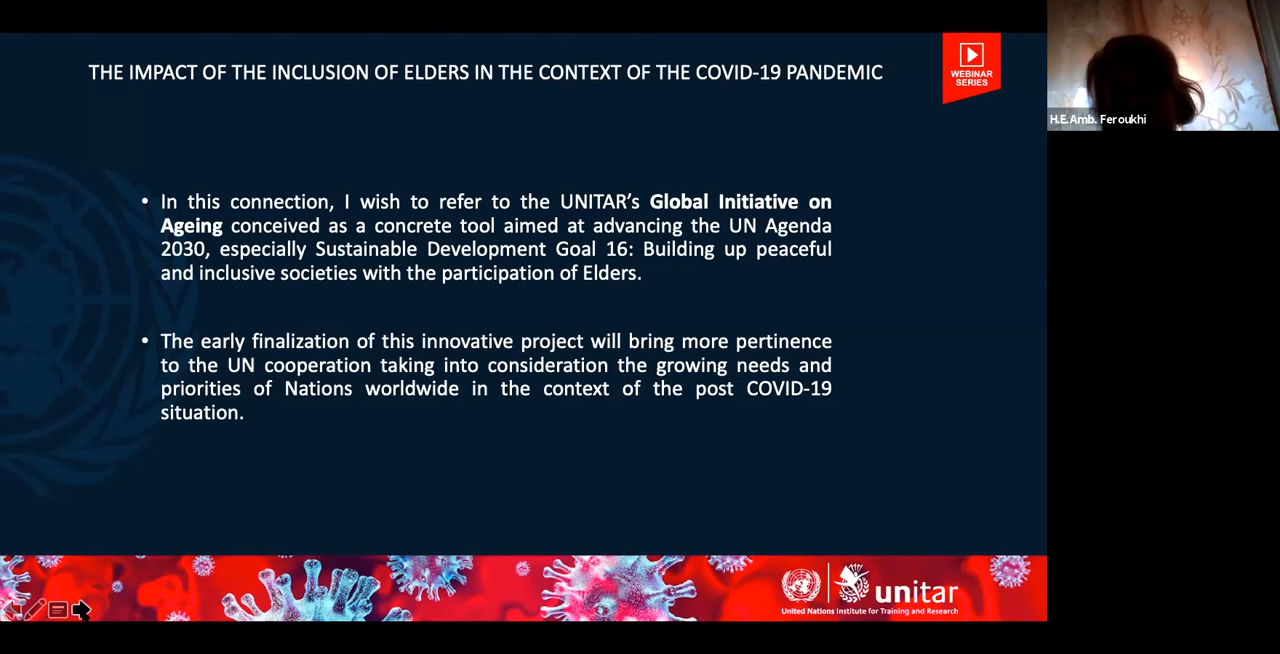 THE IMPACT OF THE INCLUSION OF ELDERS IN THE CONTEXT OF THE COVID-19 PANDEMIC
WEBINAR
SERIES
H.E.Amb. Feroukhi
• In this connection, I wish to refer to the UNITAR's Global Initiative on
Ageing conceived as a concrete tool aimed at advancing the UN Agenda
2030, especially Sustainable Development Goal 16: Building up peaceful
and inclusive societies with the participation of Elders.
• The early finalization of this innovative project will bring more pertinence
to the UN cooperation taking into consideration the growing needs and
priorities of Nations worldwide in the context of the post COVID-19
situation.
unitar
United Nations Institute for Training and Research